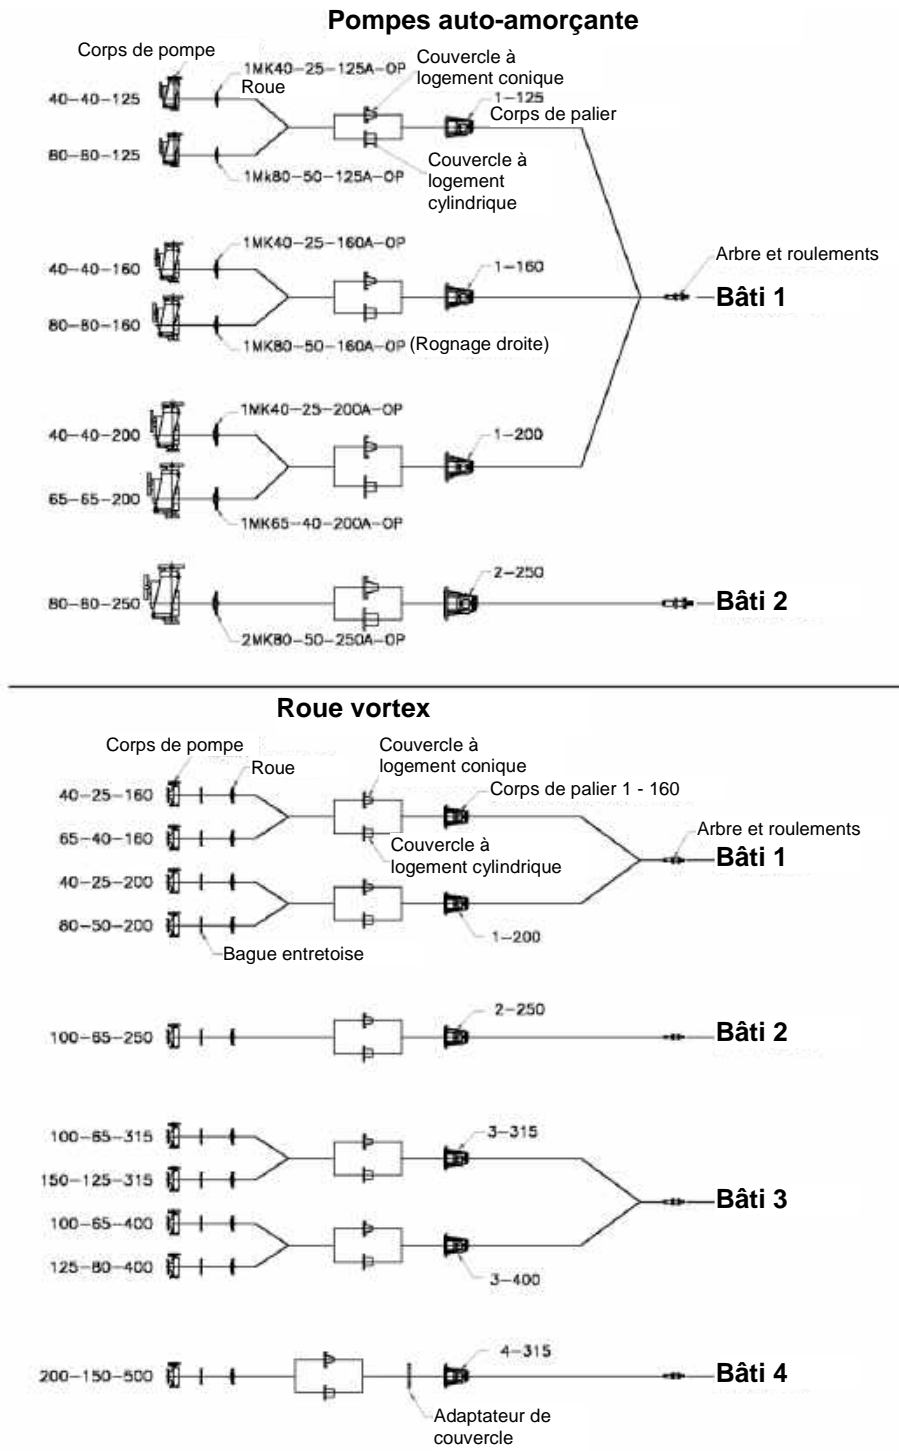 Pompes auto-amorçante
Corps de pompe
1MK40-25-125A-OP
Roue
Couvercle à
logement conique
40-40-125
1-125
Corps de palier
80-80-125
1Mk80-50-125A-OP
Couvercle à
logement
cylindrique
1MK40-25-160A-OP
40-40-160
1-160
Arbre et roulements
Bâti 1
80-80-160
1MK80-50-160A-OP (Rognage droite)
1MK40-25-200A-OP
40-40-200
1-200
65-65-200
1MK65-40-200A-OP
2-250
80-80-250
Bâti 2
2MK80-50-250A-OP
Roue vortex
Corps de pompe
Roue
Couvercle à
logement conique
40-25-160
Corps de palier 1 - 160
65-40-160
Couvercle à
logement cylindrique
Arbre et roulements
Bâti 1
40-25-200
80-50-200
1-200
Bague entretoise
2-250
100-65-250
Bâti 2
100-65-315
3-315
150-125-315
Bâti 3
100-65-400
125-80-400
3-400
4-315
200-150-500
Bâti 4
Adaptateur de
couvercle